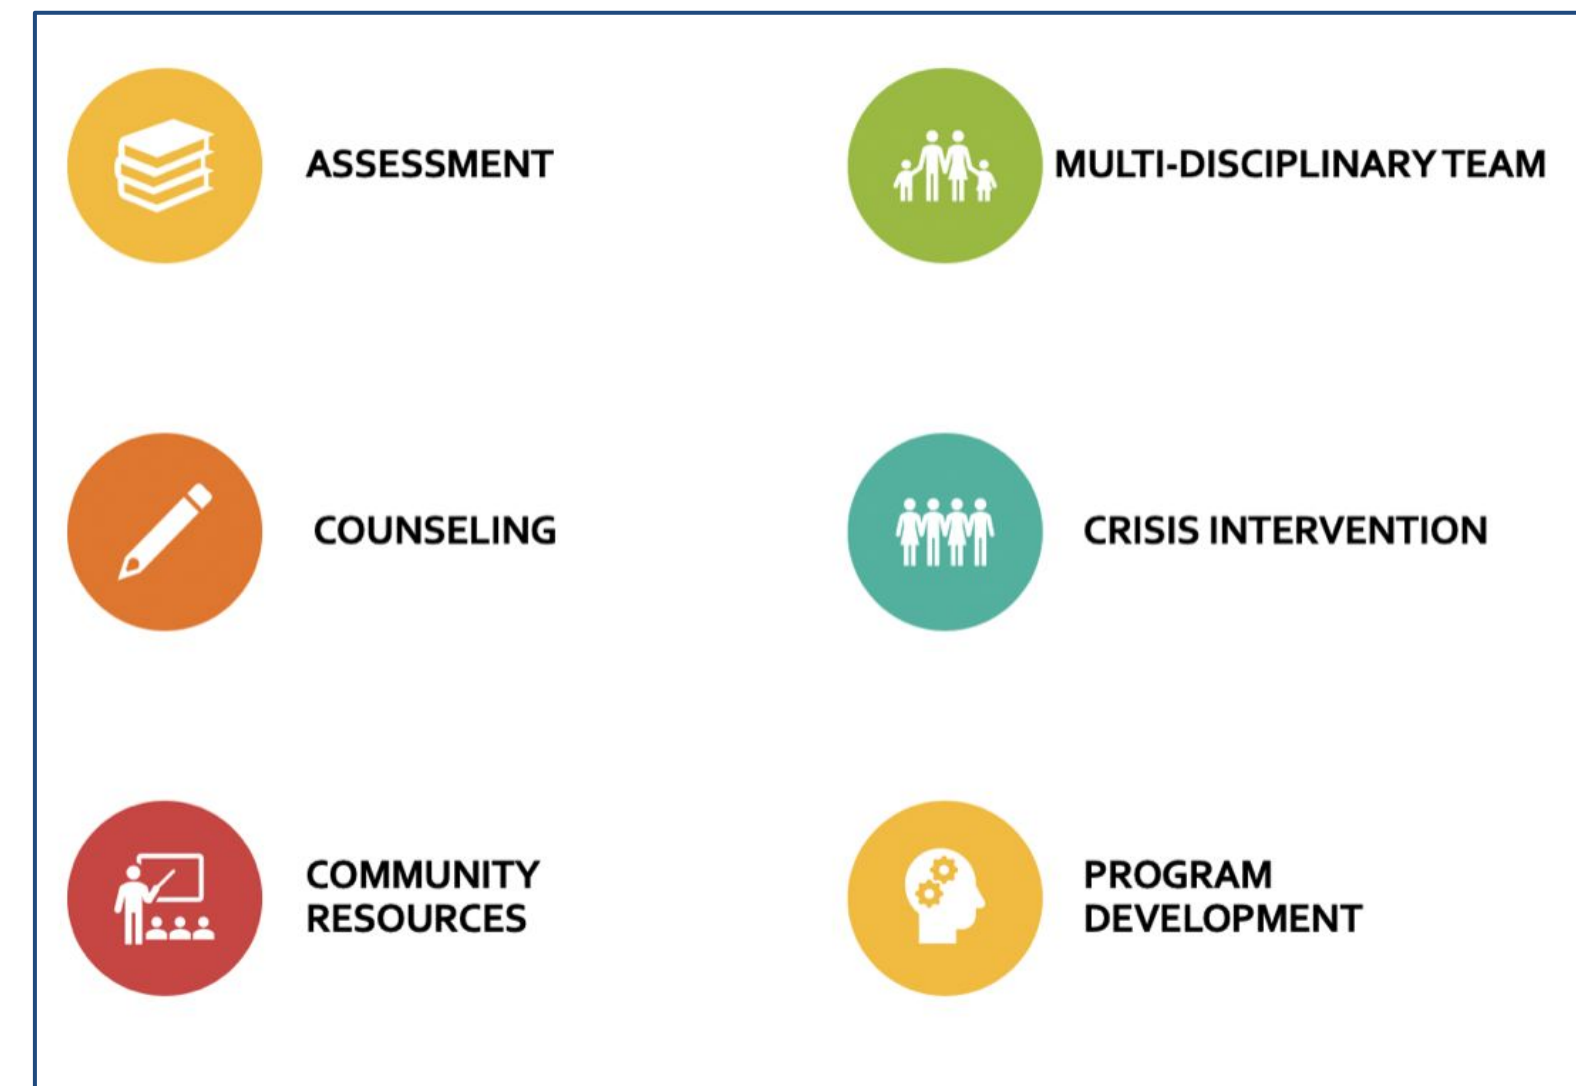 ASSESSMENT
MULTI-DISCIPLINARY TEAM
COUNSELING
CRISIS INTERVENTION
COMMUNITY
RESOURCES
PROGRAM
DEVELOPMENT